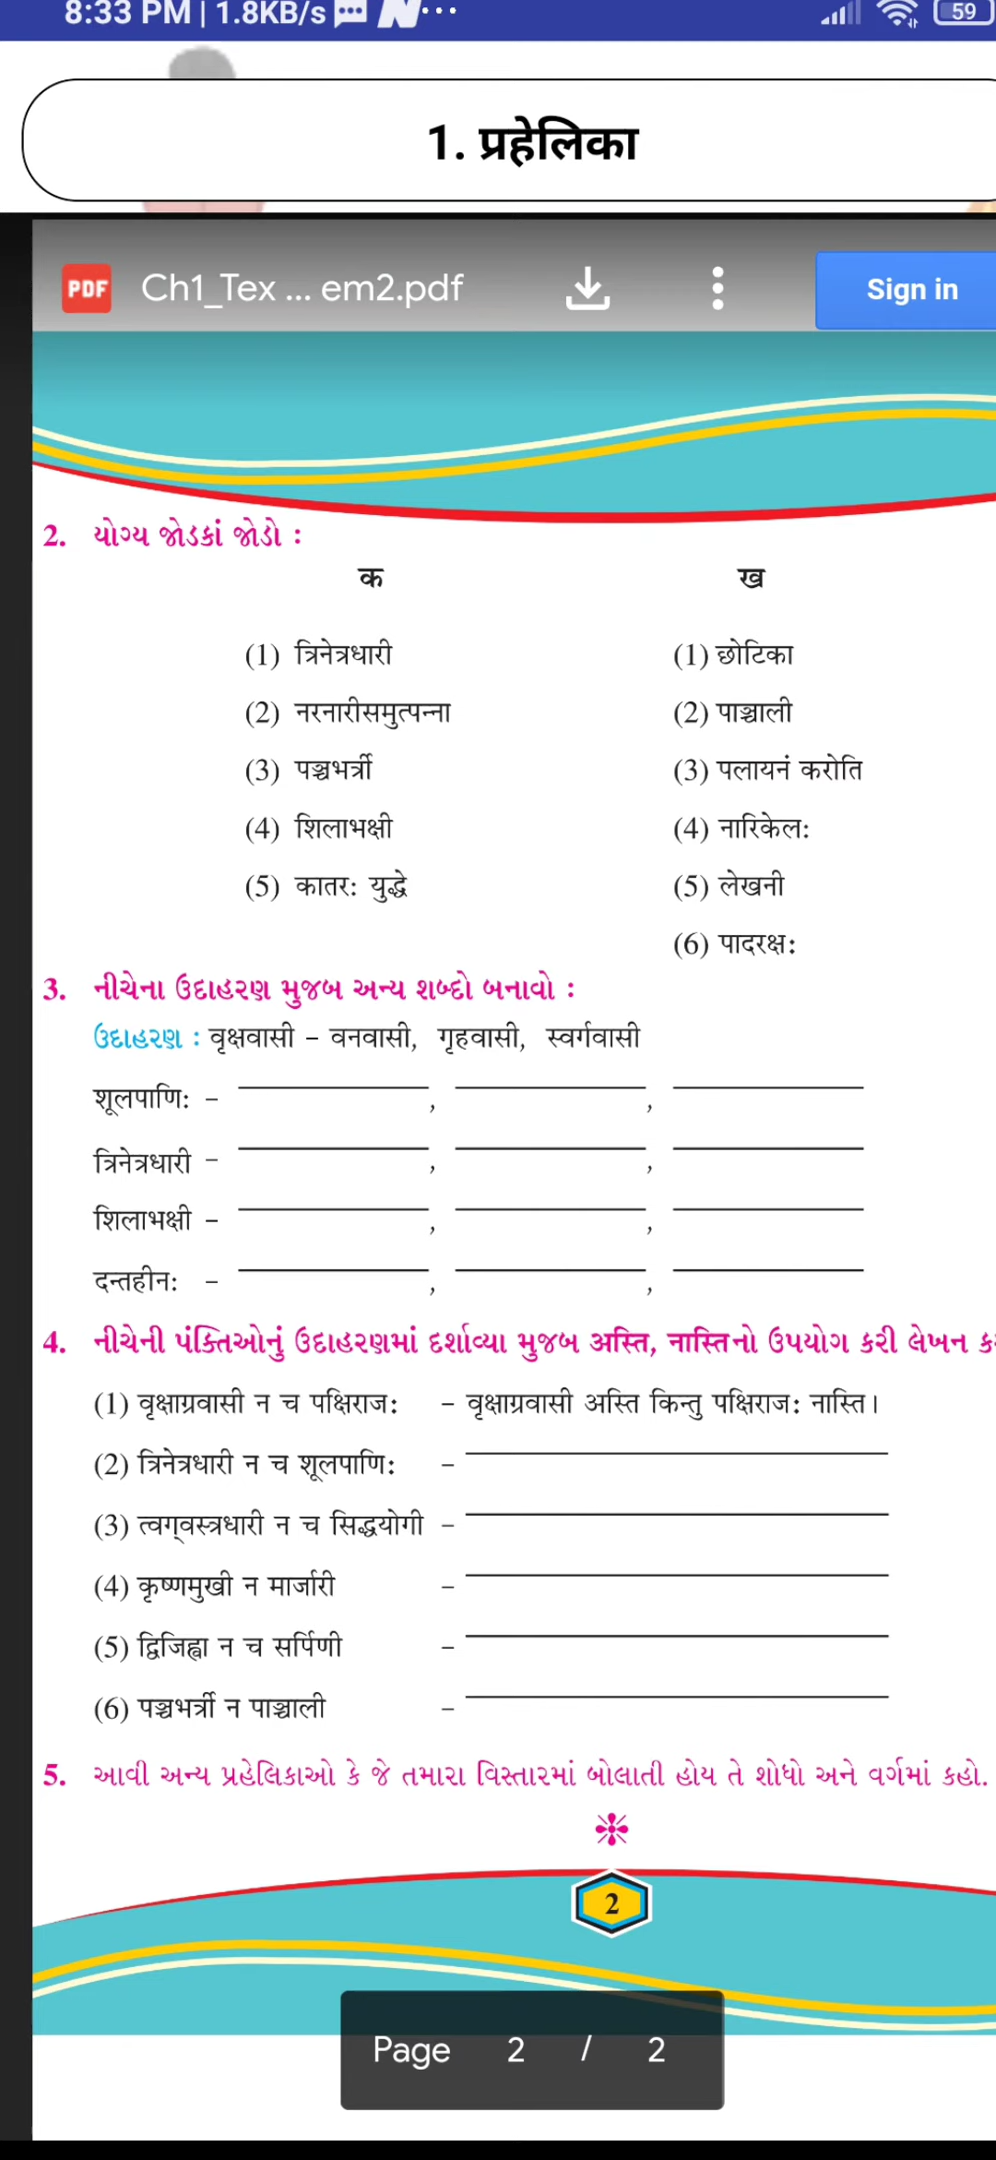 8:33 PM | 1.8KB/s
59
1. प्रहेलिका
PDF Ch1_Tex ... em2.pdf Sign in
2. યોગ્ય જોડકાં જોડો :
क ख
(1) त्रिनेत्रधारी (1) छोटिका
(2) नरनारीसमुत्पन्ना (2) पाञ्चाली
(3) पञ्चभर्त्री (3) पलायनं करोति
(4) शिलाभक्षी (4) नारिकेल:
(5) कातर: युद्धे (5) लेखनी
(6) पादरक्ष:
3. નીચેના ઉદાહરણ મુજબ અન્ય શબ્દો બનાવો :
ઉદાહરણ : वृक्षवासी – वनवासी, गृहवासी, स्वर्गवासी
शूलपाणि: – , ,
त्रिनेत्रधारी – , ,
शिलाभक्षी – , ,
दन्तहीन: – , ,
4. નીચેની પંક્તિઓનું ઉદાહરણમાં દર્શાવ્યા મુજબ अस्ति, नास्तिનો ઉપયોગ કરી લેખન
(1) वृक्षाग्रवासी न च पक्षिराज: – वृक्षाग्रवासी अस्ति किन्तु पक्षिराज: नास्ति।
(2) त्रिनेत्रधारी न च शूलपाणि: –
(3) त्वग्वस्त्रधारी न च सिद्धयोगी –
(4) कृष्णमुखी न मार्जारी –
(5) द्विजिह्वा न च सर्पिणी –
(6) पञ्चभर्त्री न पाञ्चाली –
5. આવી અન્ય પ્રહેલિકાઓ કે જે તમારા વિસ્તારમાં બોલાતી હોય તે શોધો અને વર્ગમાં કહો.
2
Page 2 / 2